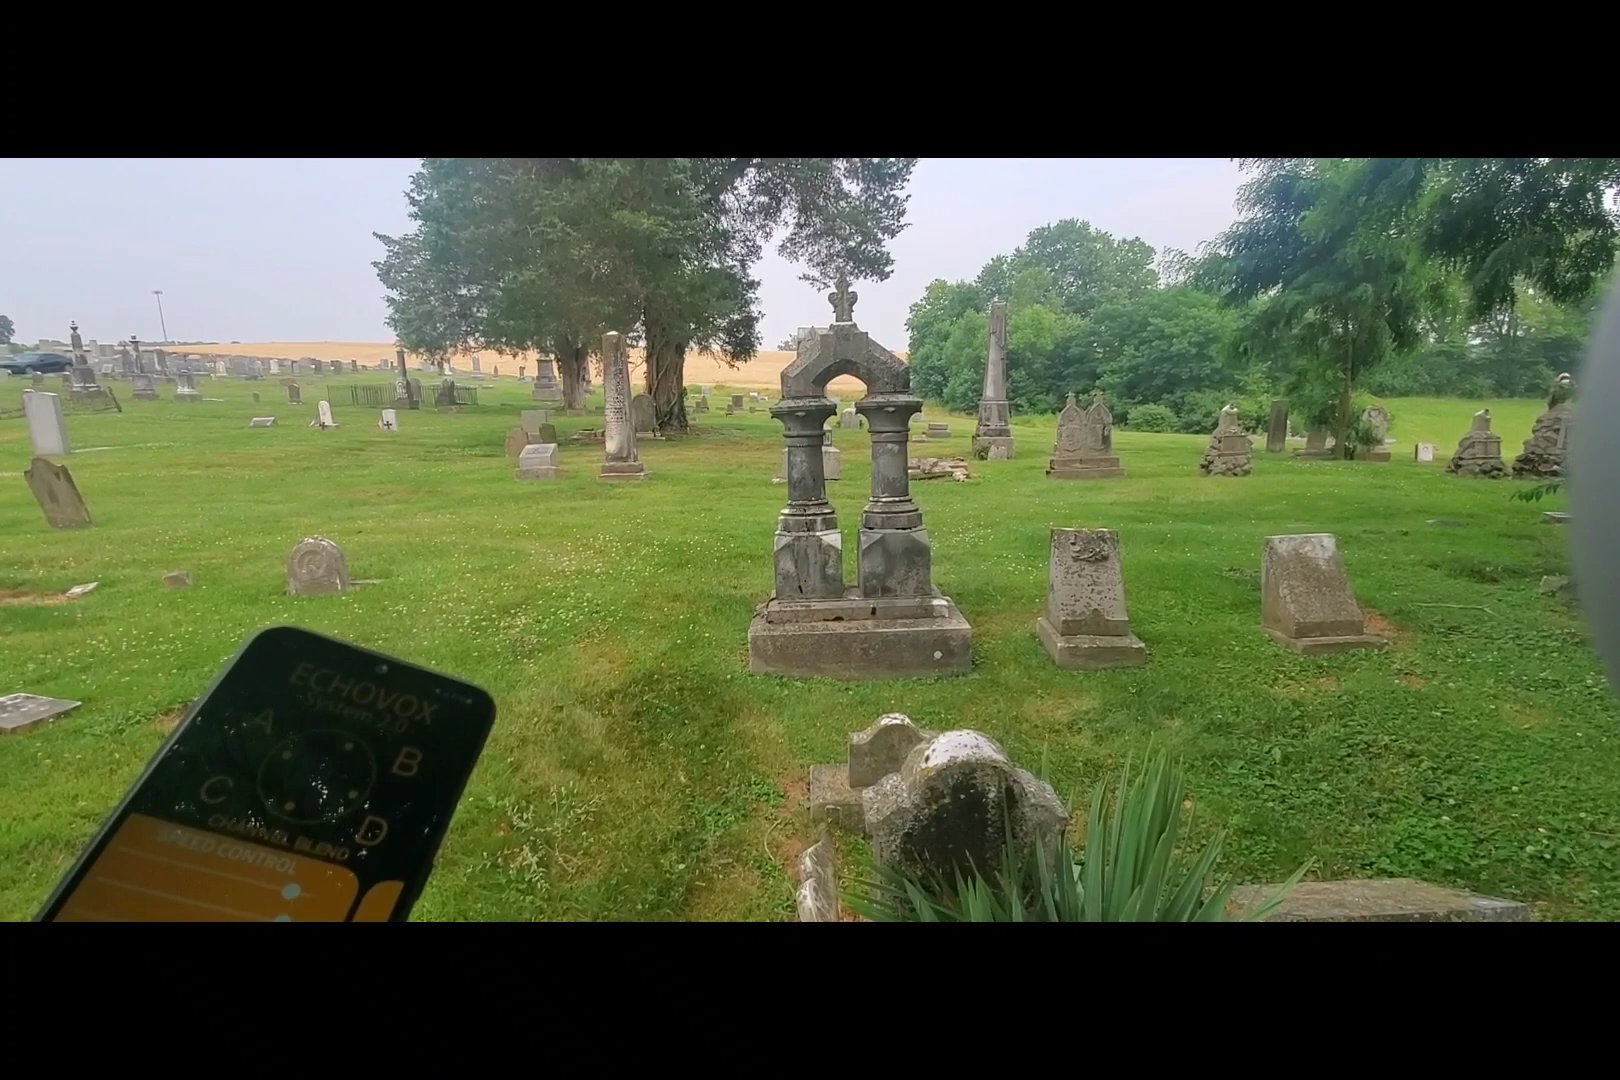 ECHOVOX
System 2.0
A
B
C
D
CHANNEL BLEND
SPEED CONTROL